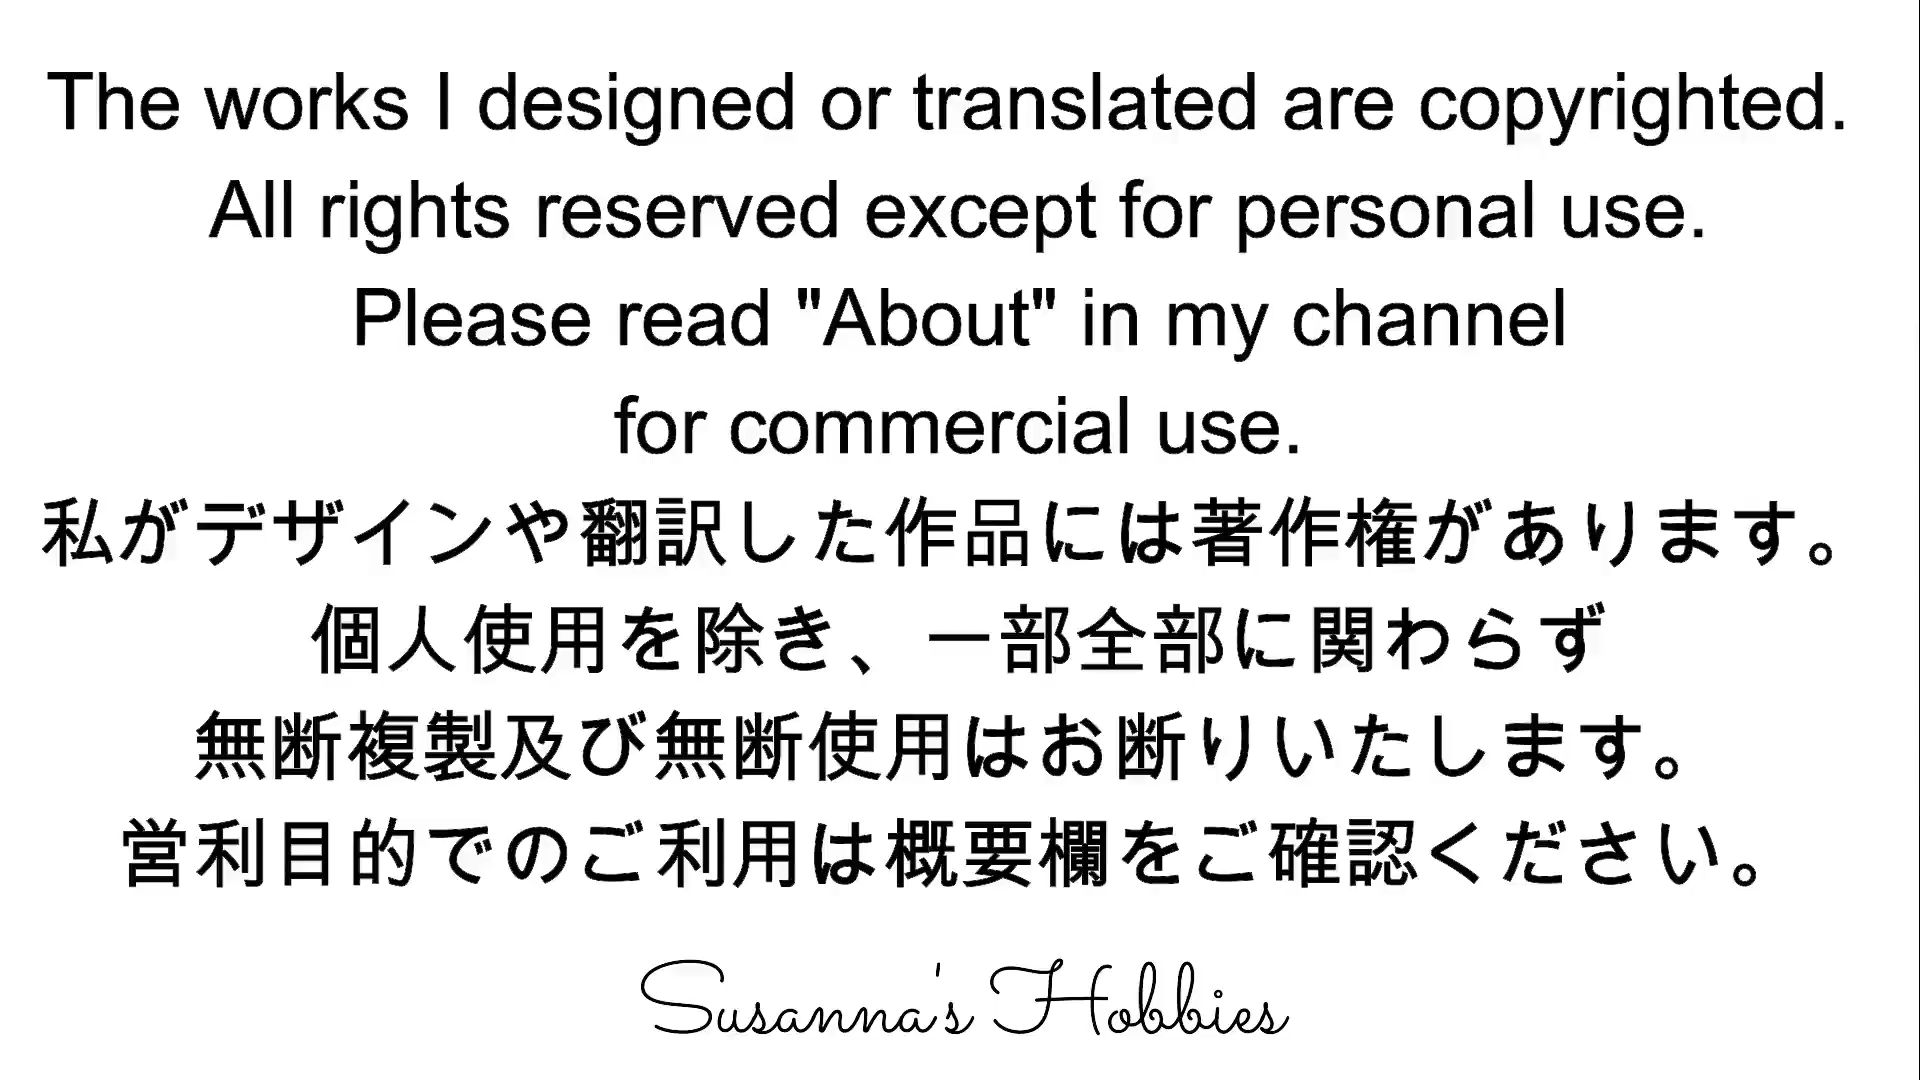 The works I designed or translated are copyrighted.
All rights reserved except for personal use.
Please read "About" in my channel
for commercial use.
私がデザインや翻訳した作品には著作権があります。
個人使用を除き、一部全部に関わらず
無断複製及び無断使用はお断りいたします。
営利目的でのご利用は概要欄をご確認ください。
Susanna's Hobbies